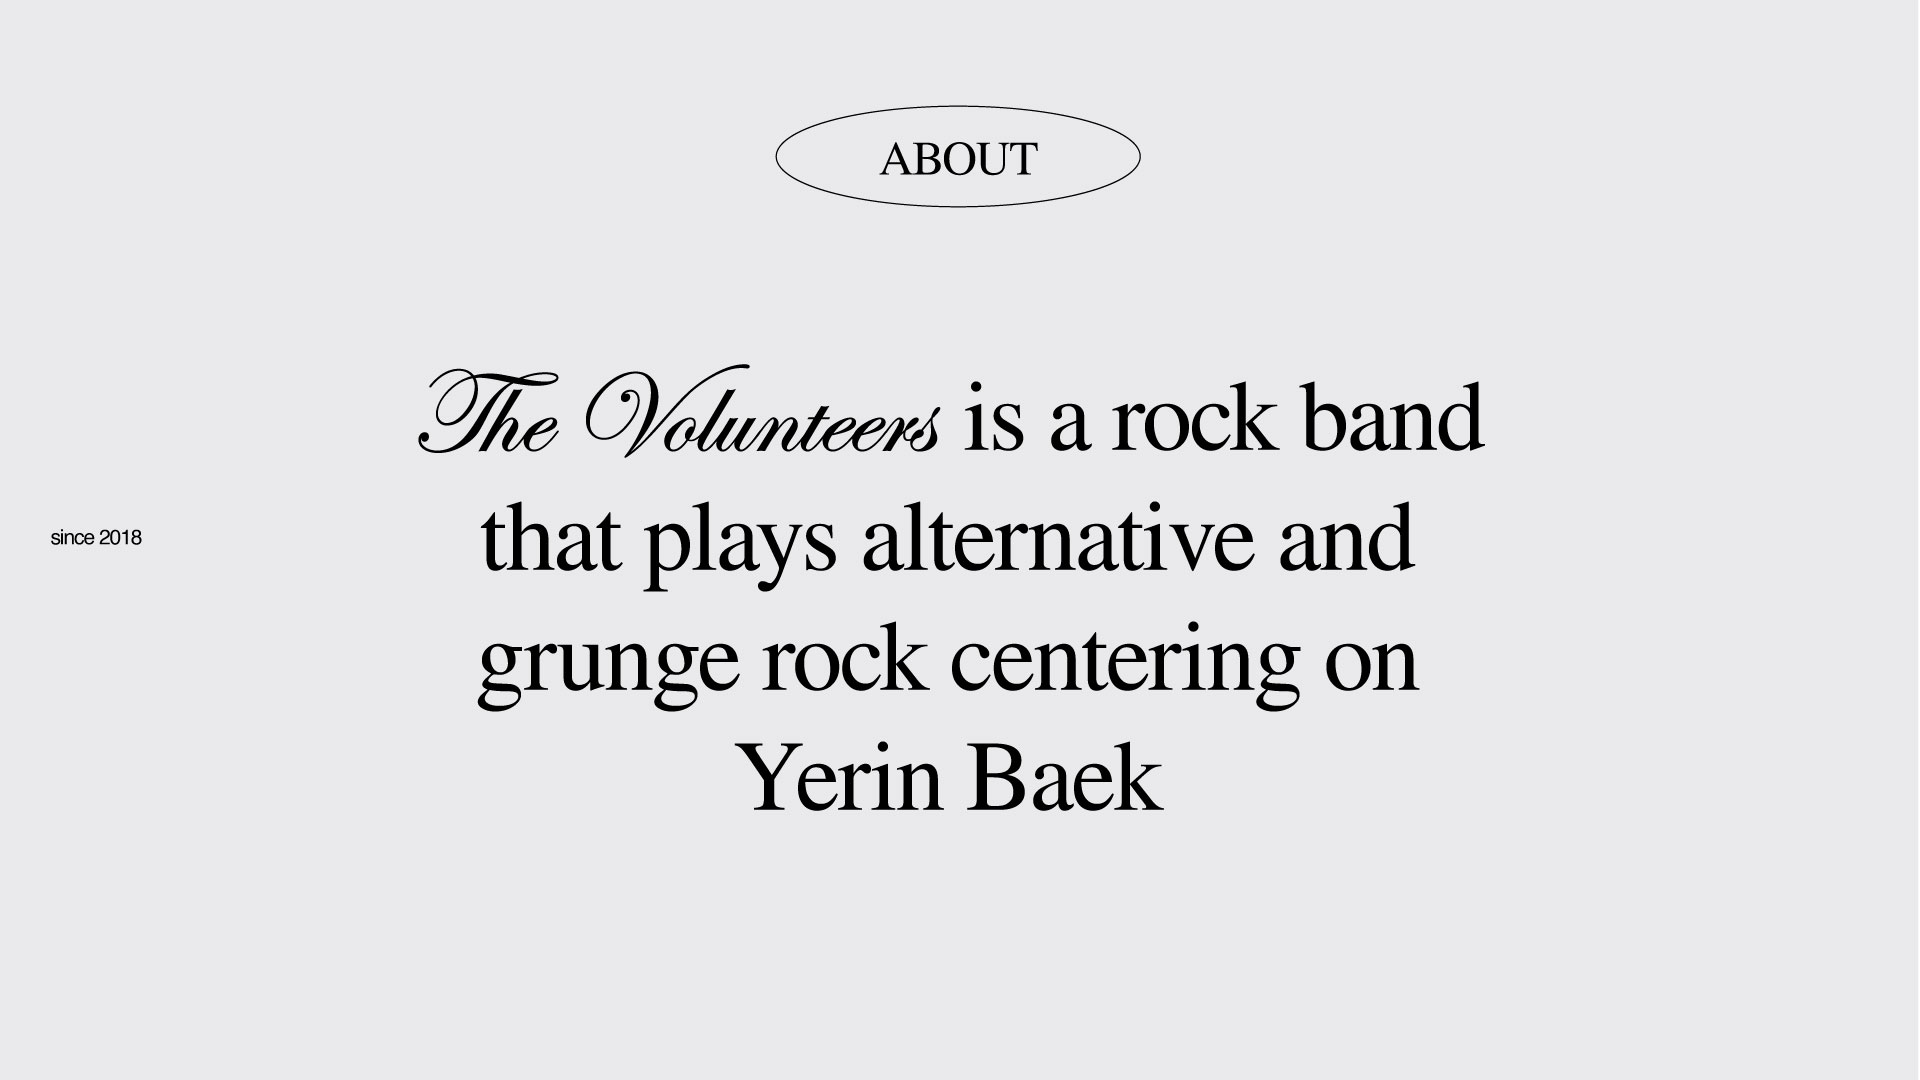 ABOUT
The Volunteers is a rock band
that plays alternative and
since 2018
grunge rock centering on
Yerin Baek